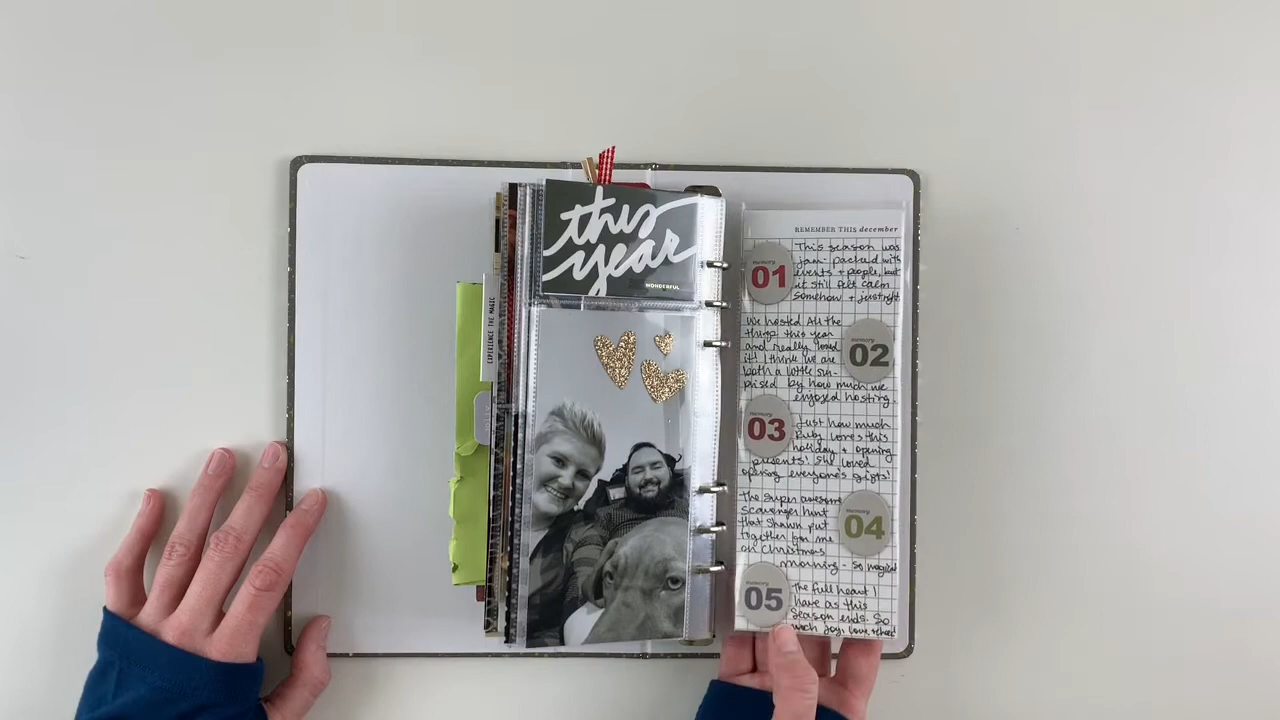 this
year
WONDERFUL
EXPERIENCE THE MAGIC
REMEMBER THIS december
memory
01
This season was
jam-packed with
events + people, but
it still felt calm
somehow + just right
memory
02
We hosted all the
things this year
and really loved
it! I think we are
both a little sur-
prised by how much we
enjoyed hosting.
memory
03
Just how much
Ruby loves this
holiday + opening
presents! She loved
opening everyone's gifts!
memory
04
The super awesome
scavenger hunt
that Shawn put
together for me
on Christmas
morning - so magical
memory
05
The full heart I
have as this
season ends. So
much joy, love,